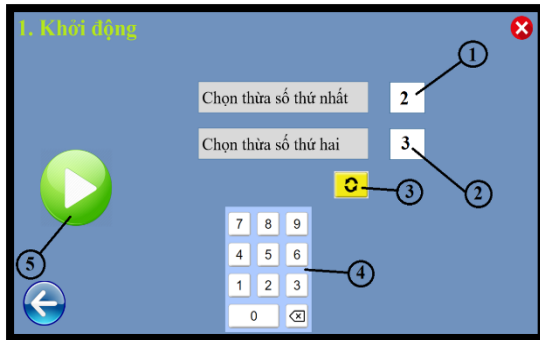 1. Khởi động
1
Chọn thừa số thứ nhất 2
Chọn thừa số thứ hai 3
3 2
7 8 9
5 4 5 6 4
1 2 3
0